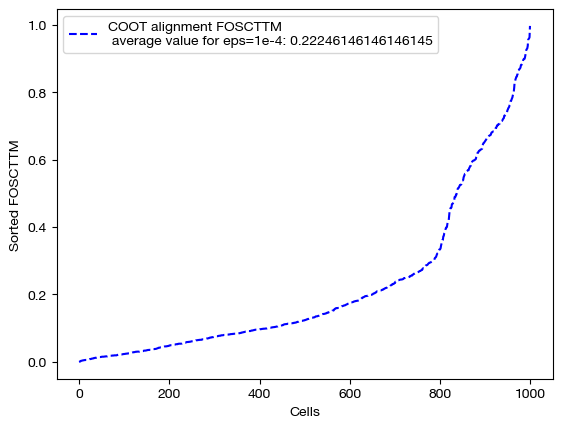 COOT alignment FOSCTTM
average value for eps=1e-4: 0.22246146146146145
1.0
0.8
0.6
0.4
0.2
0.0
Sorted FOSCTTM
0 200 400 600 800 1000
Cells